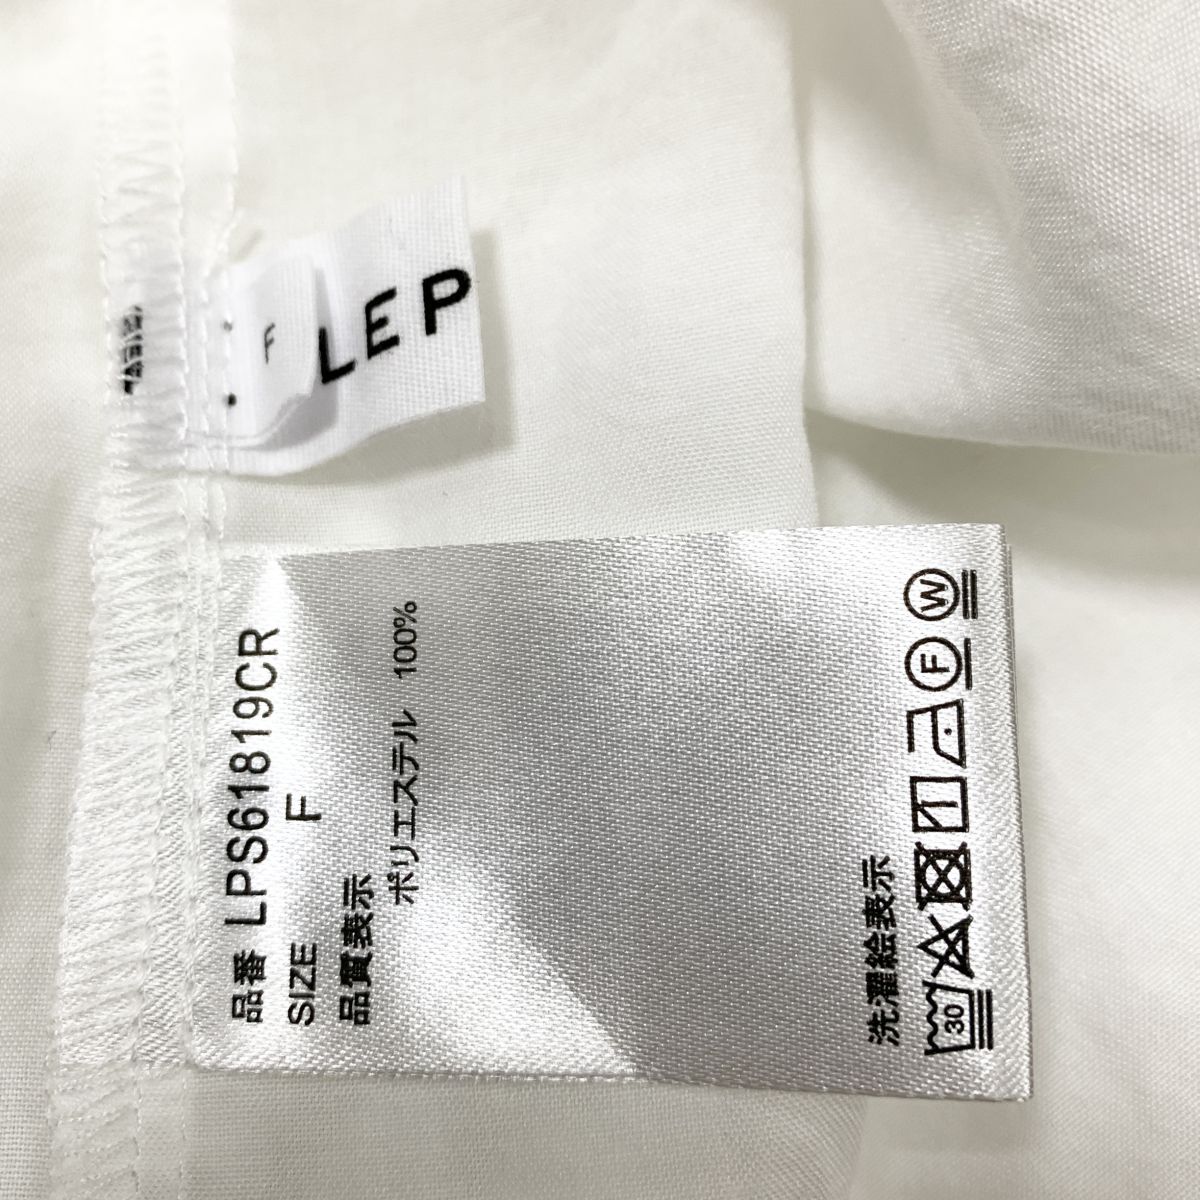 LEP
F
品番 LPS61819CR
SIZE F
品質表示
ポリエステル 100%
洗濯絵表示
30
F
W